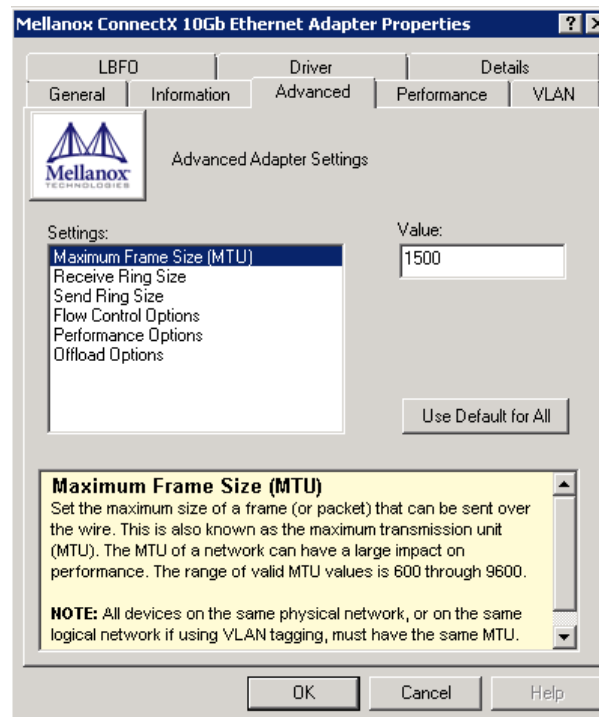 Mellanox ConnectX 10Gb Ethernet Adapter Properties
LBFO Driver Details
General Information Advanced Performance VLAN
Mellanox
TECHNOLOGIES
Advanced Adapter Settings
Settings:
Maximum Frame Size (MTU)
Receive Ring Size
Send Ring Size
Flow Control Options
Performance Options
Offload Options
Value:
1500
Use Default for All
Maximum Frame Size (MTU)
Set the maximum size of a frame (or packet) that can be sent over
the wire. This is also known as the maximum transmission unit
(MTU). The MTU of a network can have a large impact on
performance. The range of valid MTU values is 600 through 9600.
NOTE: All devices on the same physical network, or on the same
logical network if using VLAN tagging, must have the same MTU.
OK Cancel Help